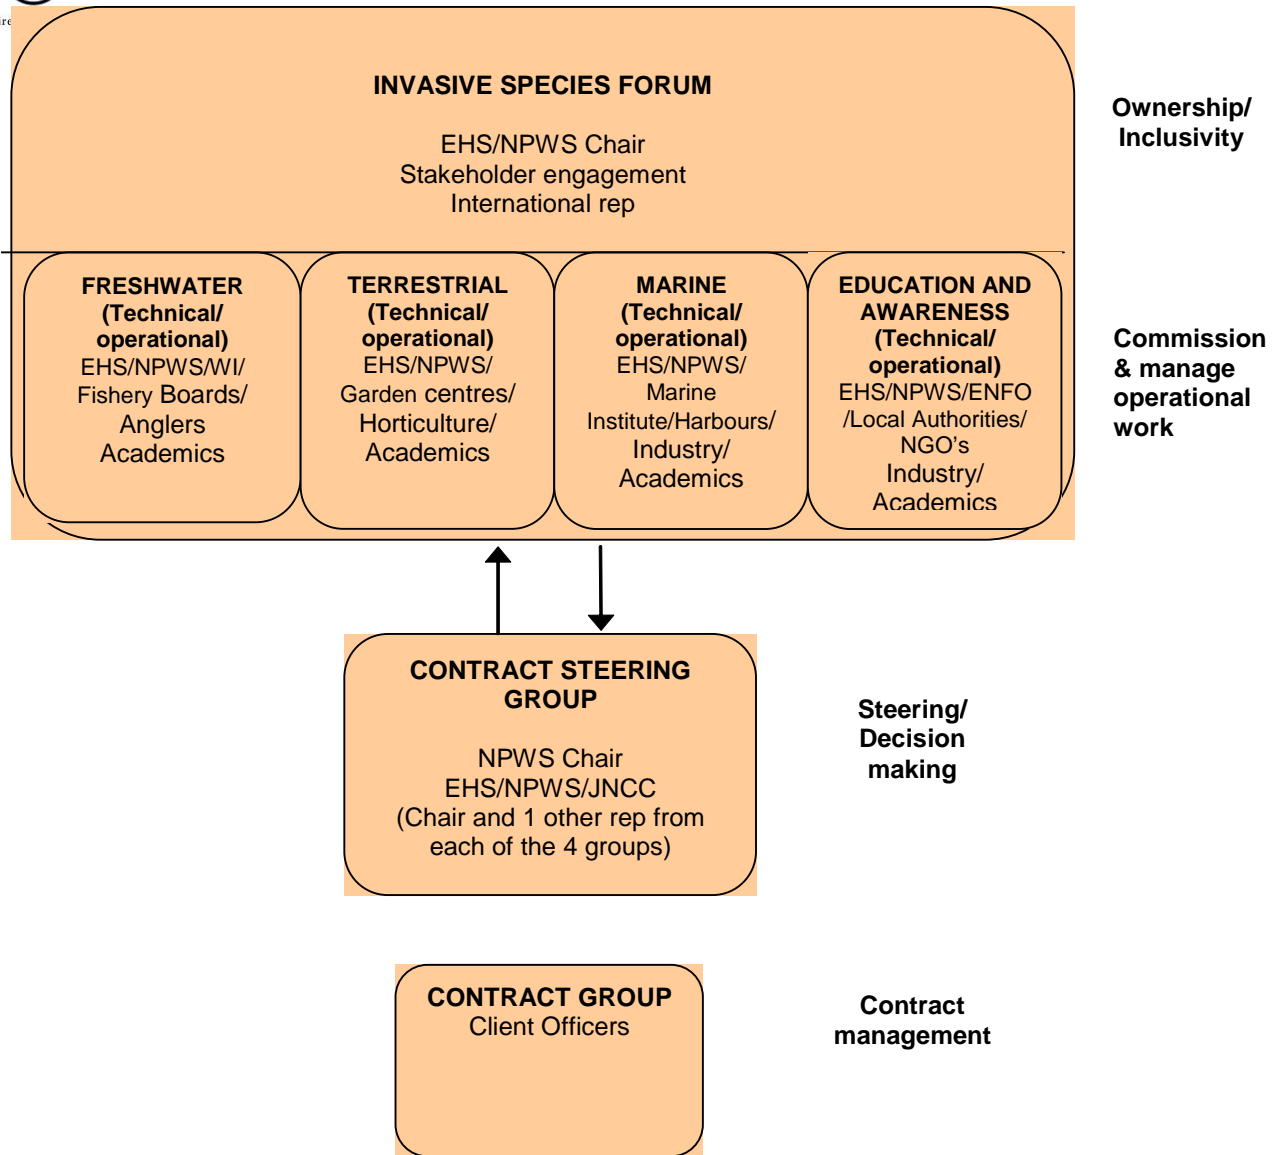 ire
INVASIVE SPECIES FORUM
EHS/NPWS Chair
Stakeholder engagement
International rep
Ownership/
Inclusivity
FRESHWATER
(Technical/
operational)
EHS/NPWS/WI/
Fishery Boards/
Anglers
Academics
TERRESTRIAL
(Technical/
operational)
EHS/NPWS/
Garden centres/
Horticulture/
Academics
MARINE
(Technical/
operational)
EHS/NPWS/
Marine
Institute/Harbours/
Industry/
Academics
EDUCATION AND
AWARENESS
(Technical/
operational)
EHS/NPWS/ENFO
/Local Authorities/
NGO's
Industry/
Academics
Commission
& manage
operational
work
CONTRACT STEERING
GROUP
NPWS Chair
EHS/NPWS/JNCC
(Chair and 1 other rep from
each of the 4 groups)
Steering/
Decision
making
CONTRACT GROUP
Client Officers
Contract
management